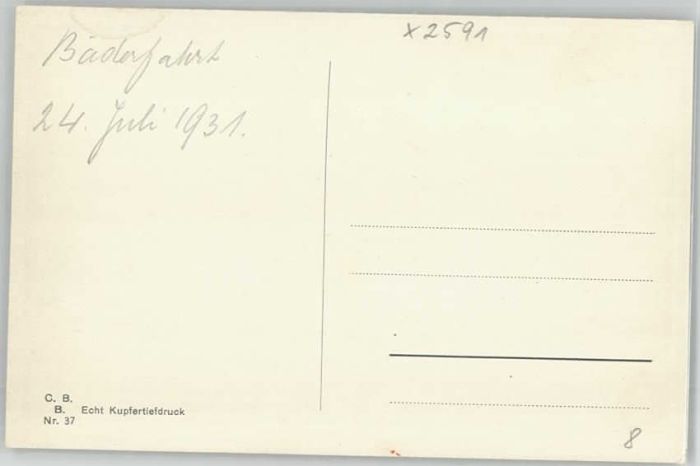 x2591
Bäderfahrt
24. Juli 1931.
C. B.
B. Echt Kupfertiefdruck
Nr. 37
8